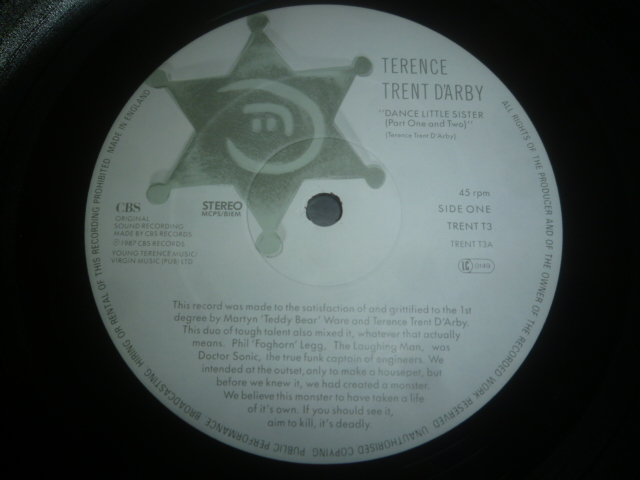 TERENCE
TRENT D'ARBY
"DANCE LITTLE SISTER
(Part One and Two)"
(Terence Trent D'Arby)
CBS
ORIGINAL
SOUND RECORDING
MADE BY CBS RECORDS
℗ 1987 CBS RECORDS
YOUNG TERENCE MUSIC/
VIRGIN MUSIC (PUB) LTD
STEREO
MCPS/BIEM
45 rpm
SIDE ONE
TRENT T3
TRENT T3A
LC 0149
This record was made to the satisfaction of and grittified to the 1st
degree by Martyn 'Teddy Bear' Ware and Terence Trent D'Arby.
This duo of tough talent also mixed it, whatever that actually
means. Phil 'Foghorn' Legg, The Laughing Man, was
Doctor Sonic, the true funk captain of engineers. We
intended at the outset, only to make a housepet, but
before we knew it, we had created a monster.
We believe this monster to have taken a life
of it's own. If you should see it,
aim to kill, it's deadly.
ALL RIGHTS OF THE PRODUCER AND OF THE OWNER OF THE RECORDED WORK RESERVED. UNAUTHORISED COPYING PUBLIC PERFORMANCE BROADCASTING HIRING OR RENTAL OF THIS RECORDING PROHIBITED MADE IN ENGLAND